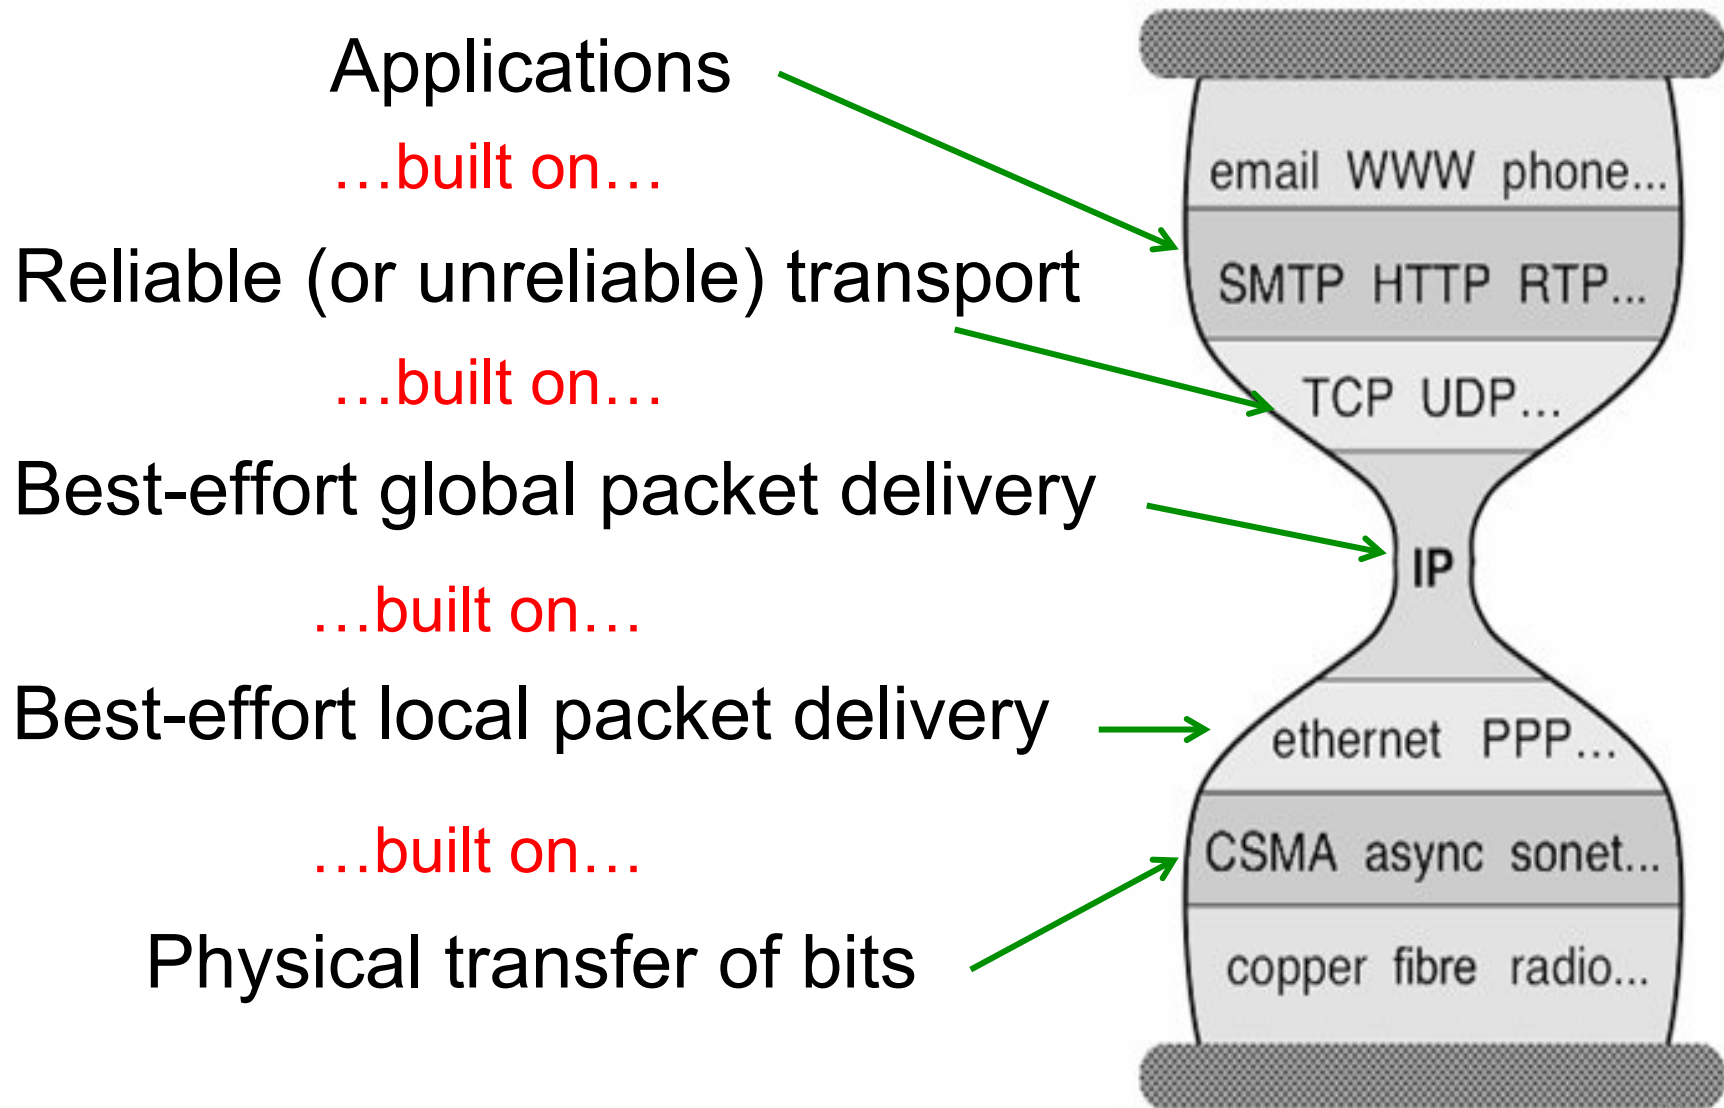 Applications
…built on…
Reliable (or unreliable) transport
…built on…
Best-effort global packet delivery
…built on…
Best-effort local packet delivery
…built on…
Physical transfer of bits
email WWW phone...
SMTP HTTP RTP...
TCP UDP…
IP
ethernet PPP…
CSMA async sonet...
copper fibre radio...